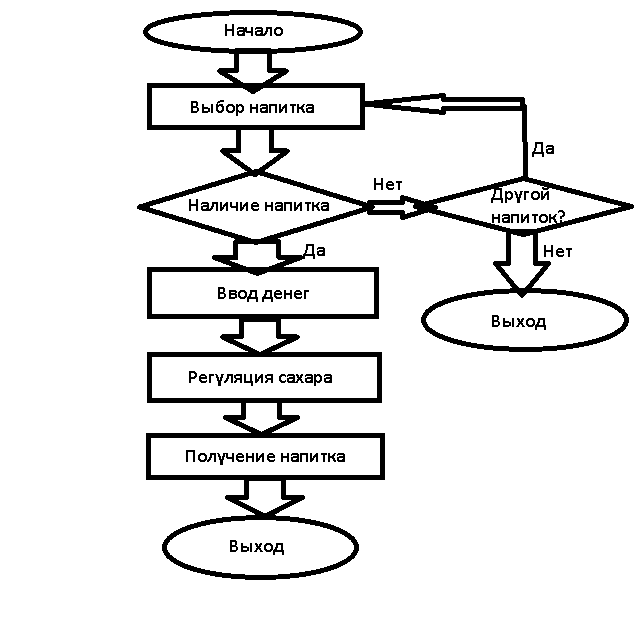 Начало
Выбор напитка
Да
Нет
Наличие напитка
Другой
напиток?
Да
Нет
Ввод денег
Выход
Регуляция сахара
Получение напитка
Выход